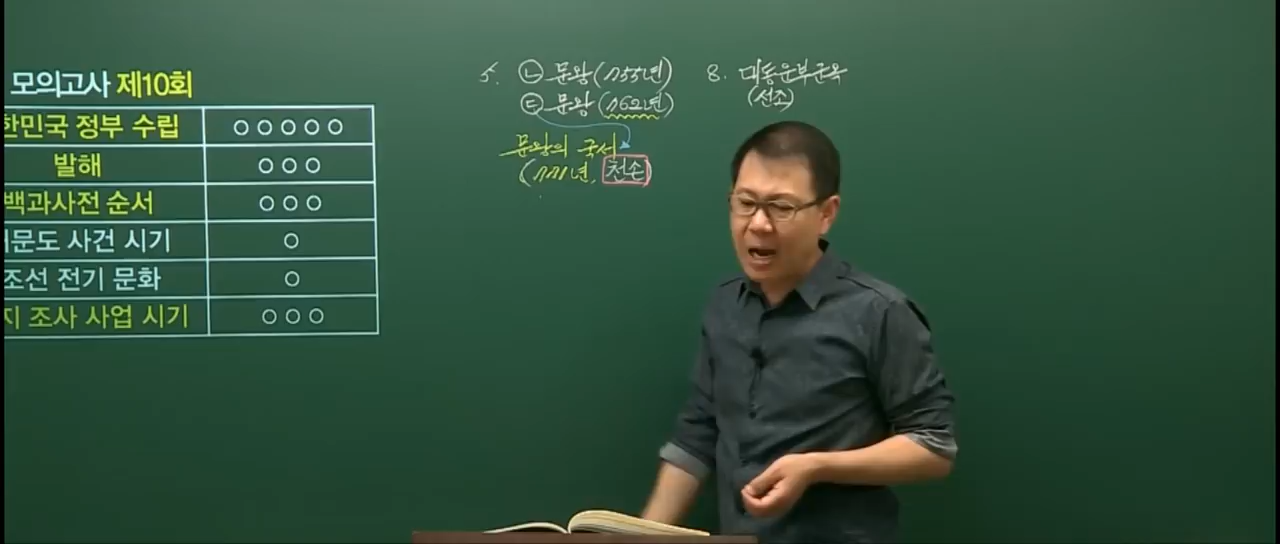 모의고사 제10회
한민국 정부 수립 ○○○○○
발해 ○○○
백과사전 순서 ○○○
문도 사건 시기 ○
조선 전기 문화 ○
지 조사 사업 시기 ○○○
5. ㉡ 문왕(755년)
㉢ 문왕(762년)
문왕의 국서
(771년, 천손)
8. 대동운부군옥
(선조)